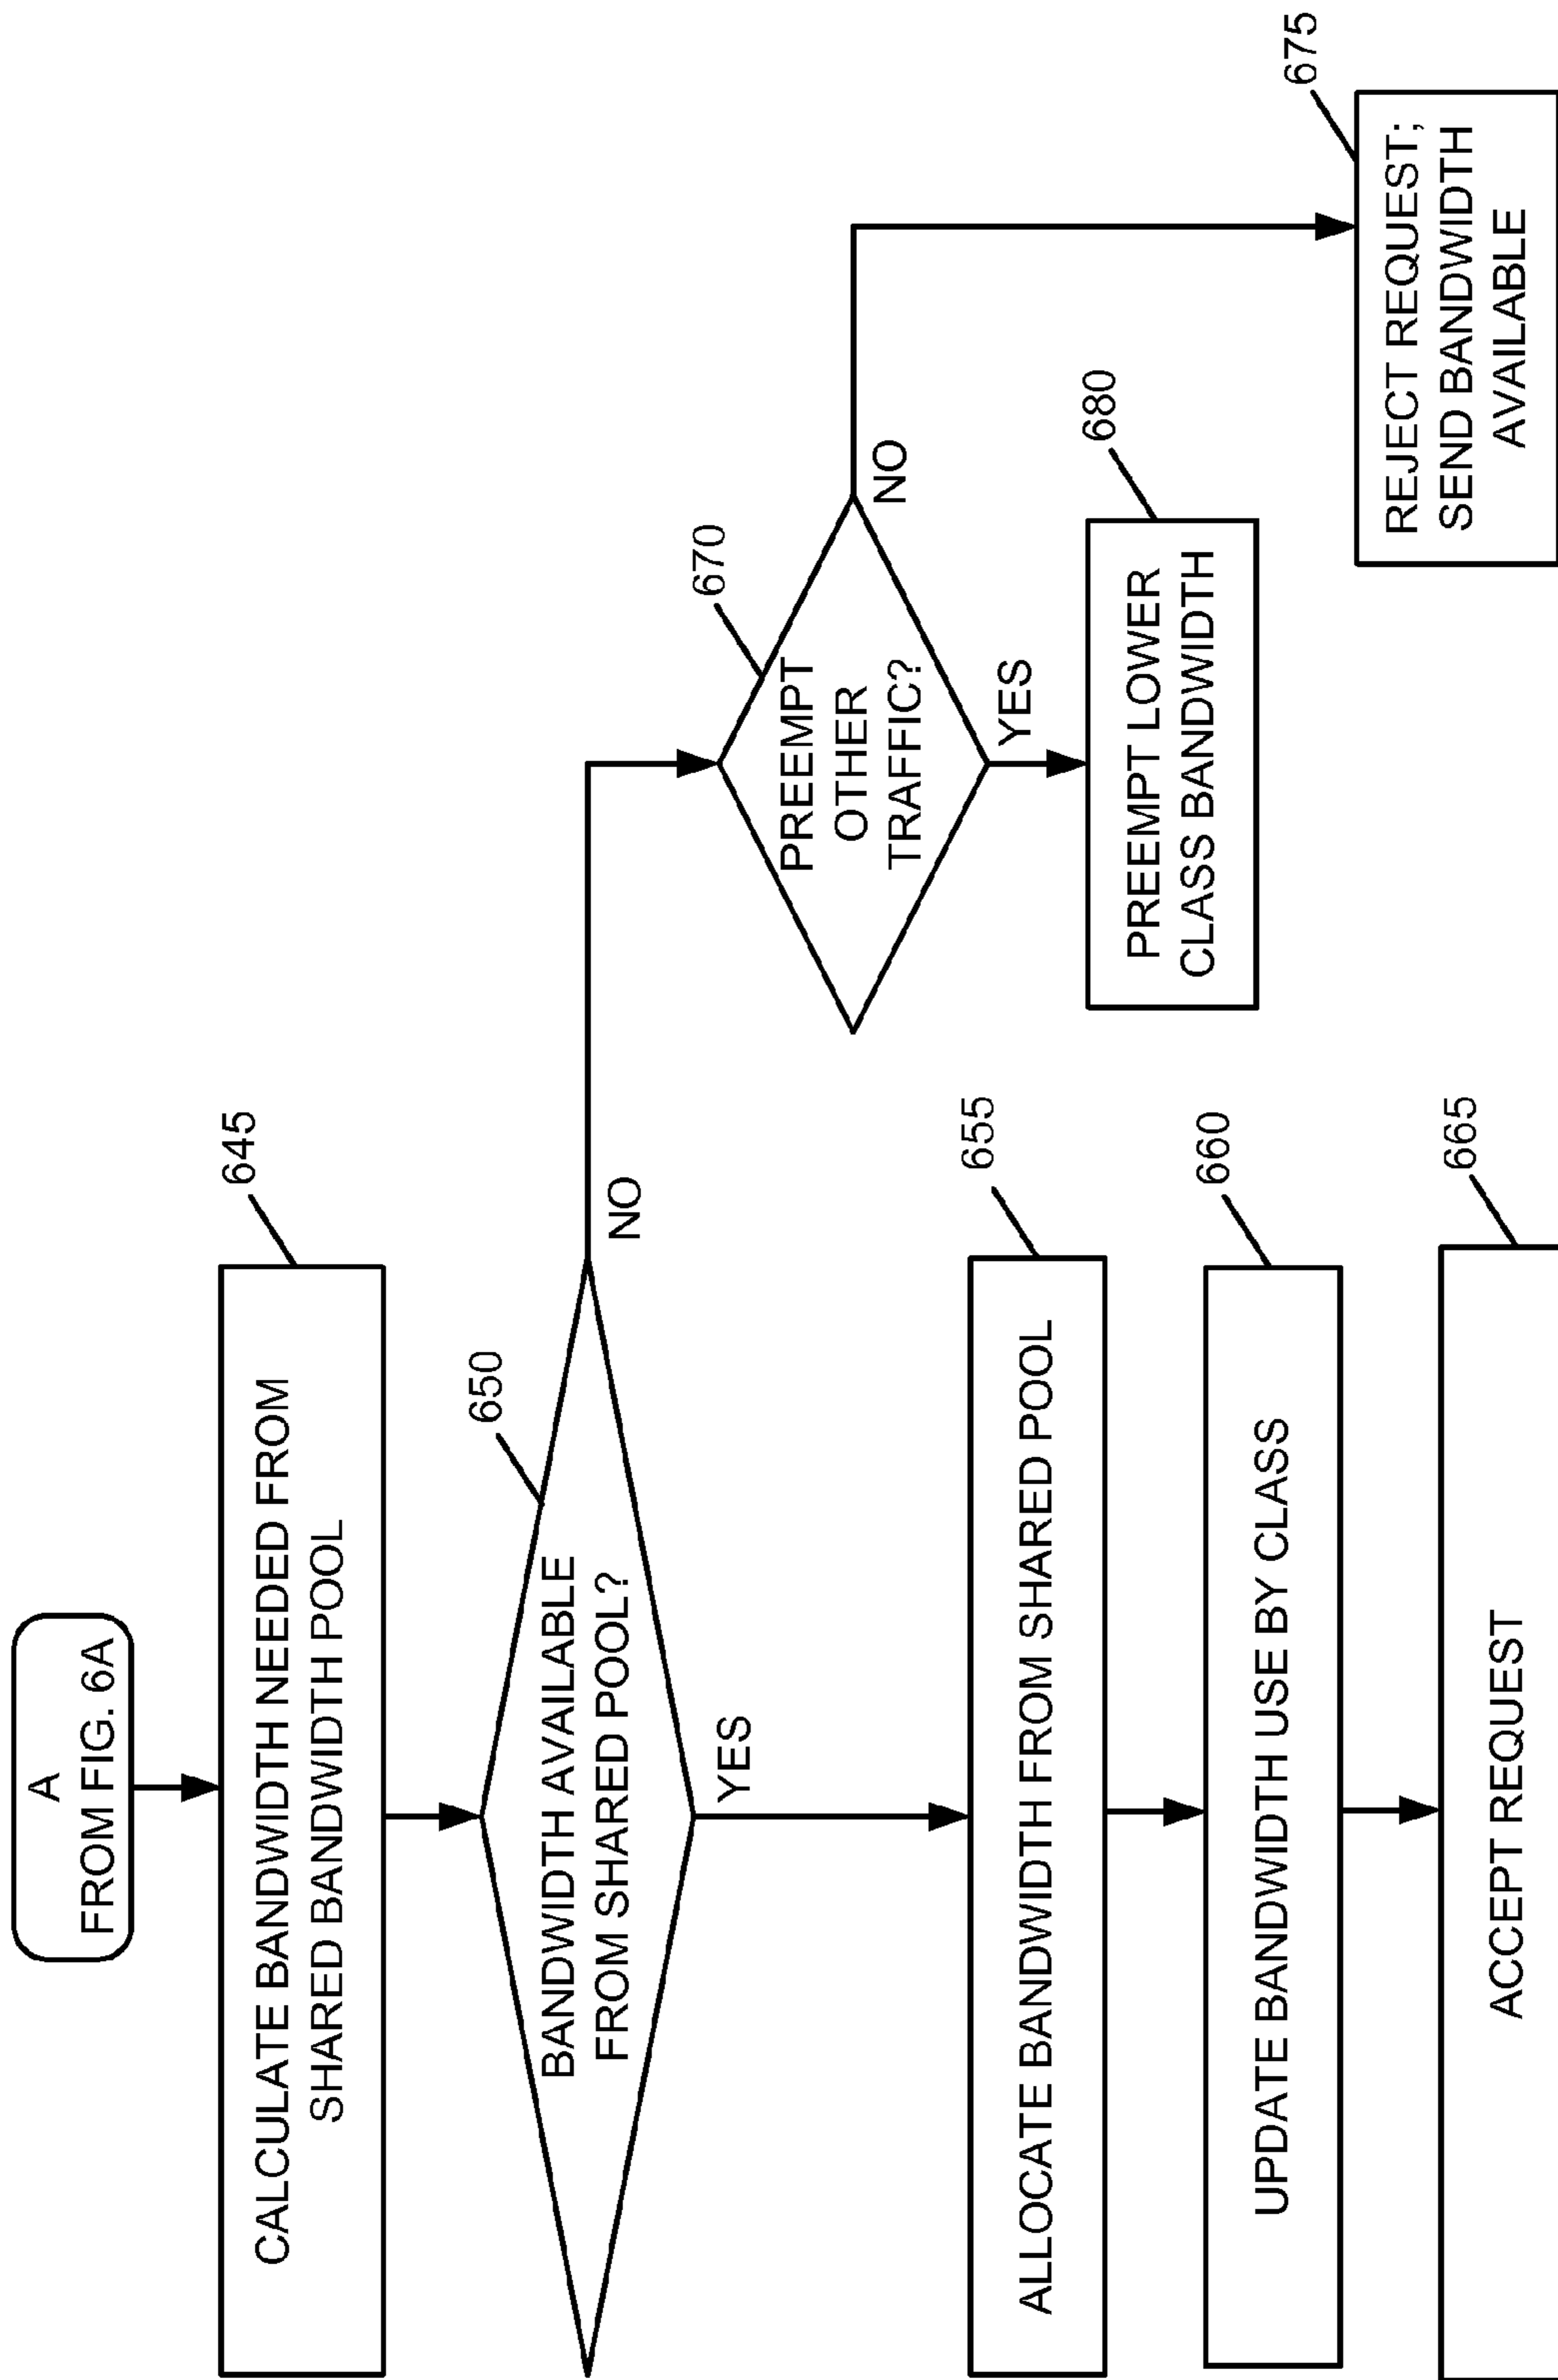 A
FROM FIG. 6A
645
CALCULATE BANDWIDTH NEEDED FROM
SHARED BANDWIDTH POOL
650
BANDWIDTH AVAILABLE
FROM SHARED POOL?
NO
YES
670
PREEMPT
OTHER
TRAFFIC?
NO
YES
655
ALLOCATE BANDWIDTH FROM SHARED POOL
680
PREEMPT LOWER
CLASS BANDWIDTH
660
UPDATE BANDWIDTH USE BY CLASS
675
REJECT REQUEST;
SEND BANDWIDTH
AVAILABLE
665
ACCEPT REQUEST